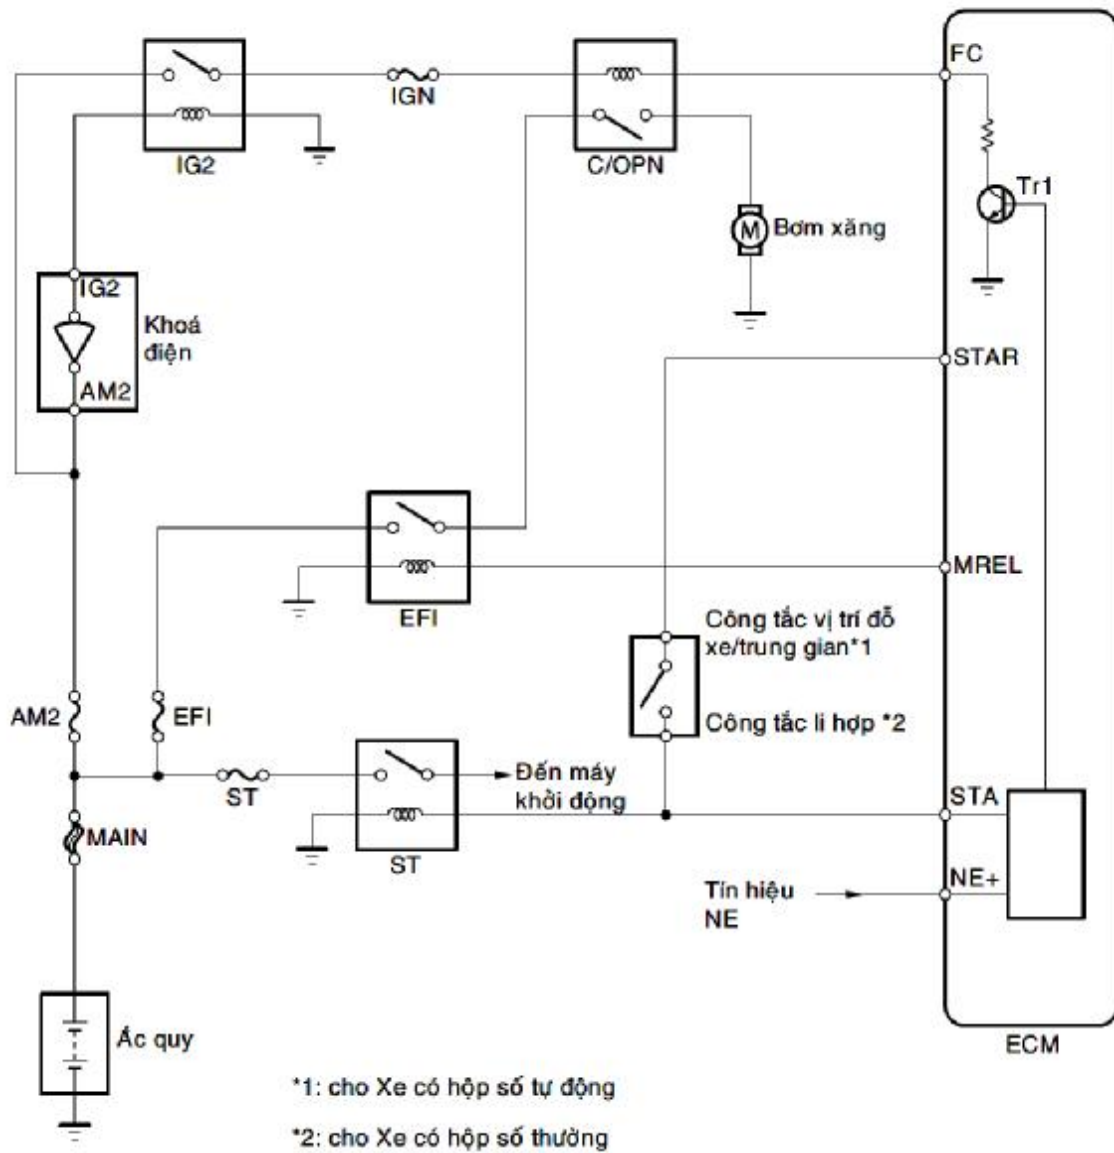 FC
IGN
IG2
C/OPN
Tr1
M
Bơm xăng
IG2
Khoá
điện
AM2
STAR
MREL
EFI
Công tắc vị trí đỗ
xe/trung gian*1
AM2
EFI
Công tắc li hợp *2
ST
Đến máy
khởi động
STA
MAIN
ST
NE+
Tín hiệu
NE
Ắc quy
ECM
*1: cho Xe có hộp số tự động
*2: cho Xe có hộp số thường